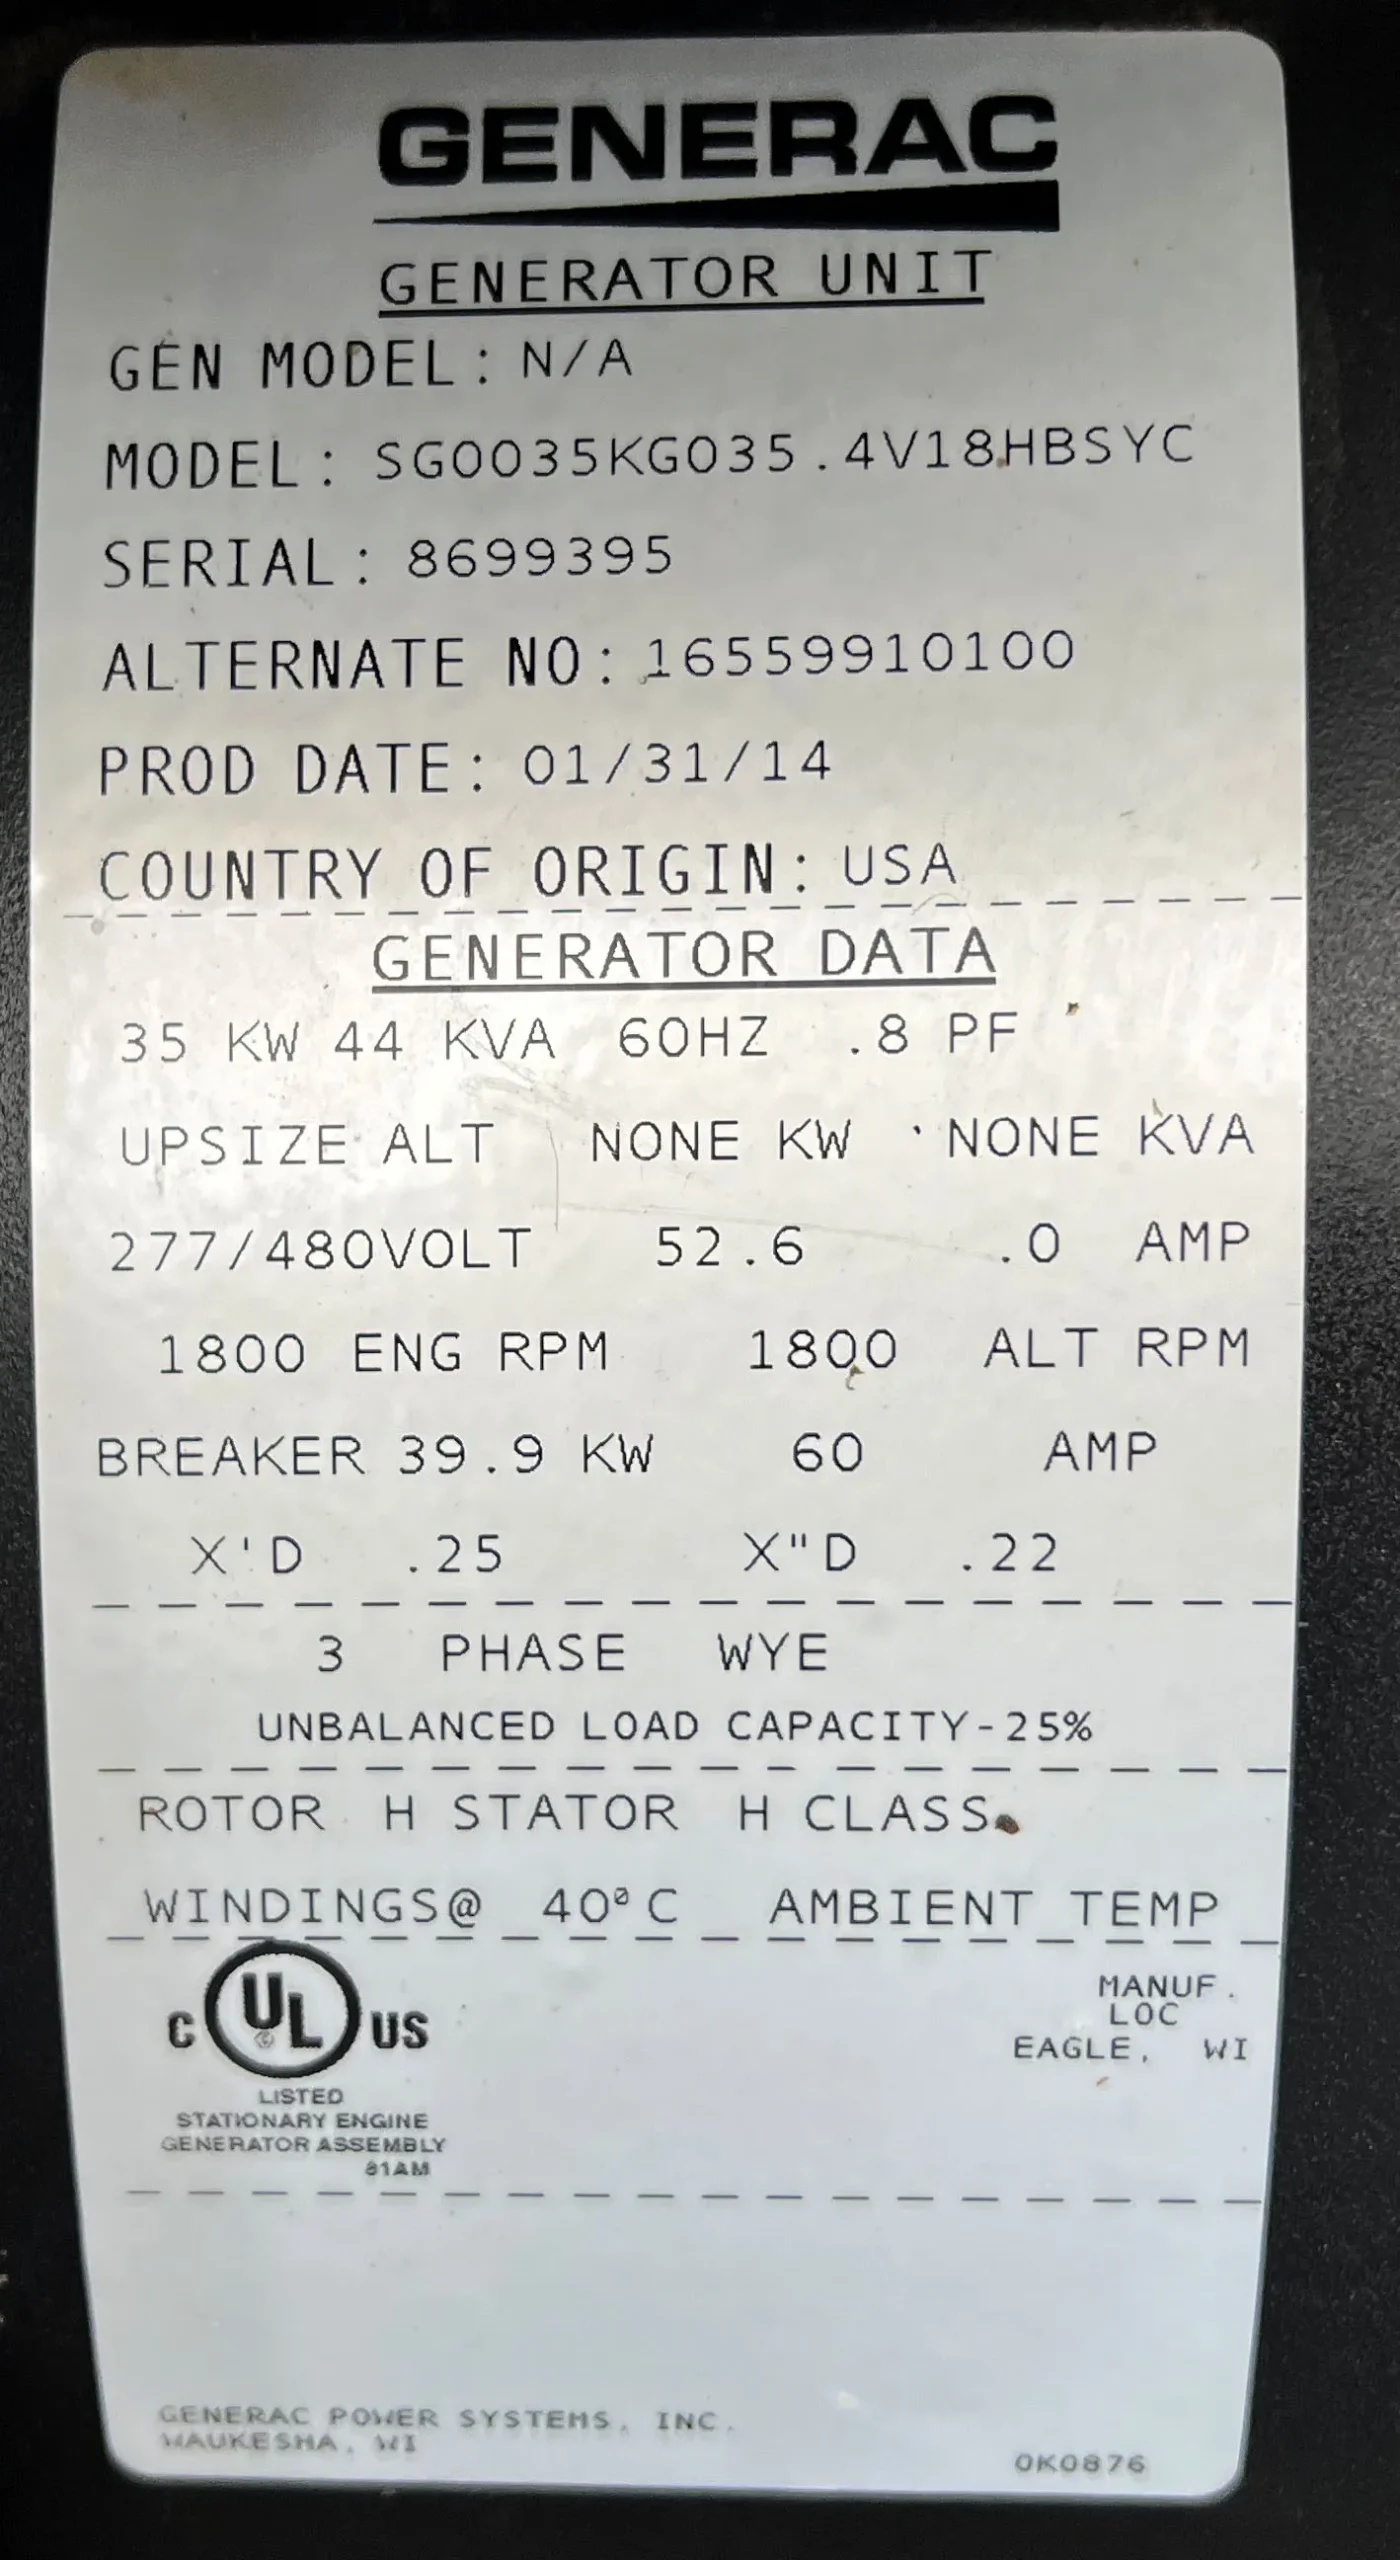 GENERAC
GENERATOR UNIT
GEN MODEL: N/A
MODEL: SG0035KG035.4V18HBSYC
SERIAL: 8699395
ALTERNATE NO: 16559910100
PROD DATE: 01/31/14
COUNTRY OF ORIGIN: USA
GENERATOR DATA
35 KW 44 KVA 60HZ .8 PF
UPSIZE ALT NONE KW NONE KVA
277/480VOLT 52.6 .0 AMP
1800 ENG RPM 1800 ALT RPM
BREAKER 39.9 KW 60 AMP
X'D .25 X"D .22
3 PHASE WYE
UNBALANCED LOAD CAPACITY-25%
ROTOR H STATOR H CLASS
WINDINGS@ 40°C AMBIENT TEMP
C UL US
LISTED
STATIONARY ENGINE
GENERATOR ASSEMBLY
81AM
MANUF.
LOC
EAGLE, WI
GENERAC POWER SYSTEMS, INC.
WAUKESHA, WI
0K0876